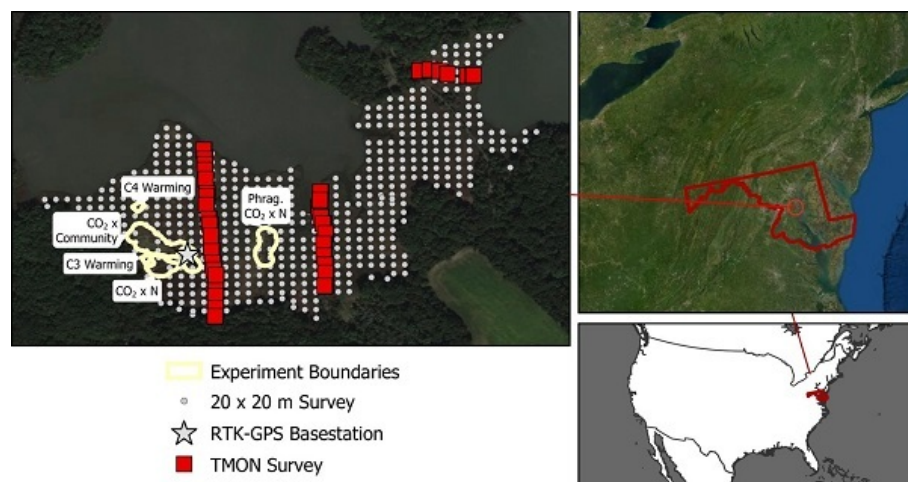 C4 Warming
CO₂ x
Community
C3 Warming
CO₂ x N
Phrag.
CO₂ x N
Experiment Boundaries
20 x 20 m Survey
RTK-GPS Basestation
TMON Survey